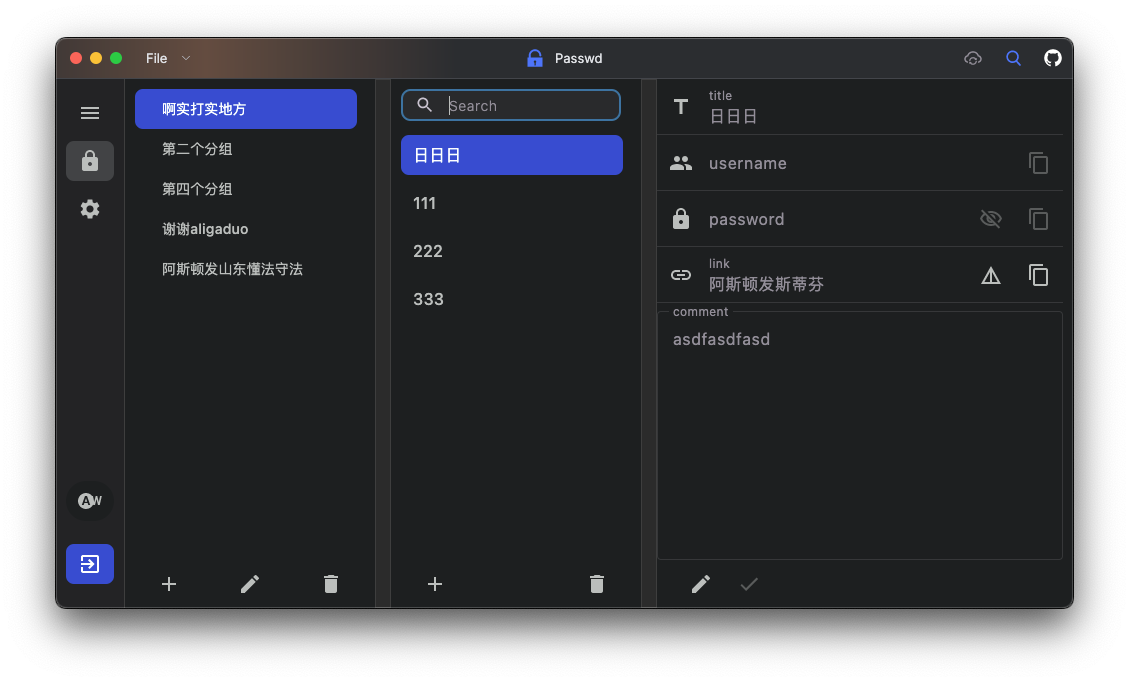 File
Passwd
啊实打实地方
第二个分组
第四个分组
谢谢aligaduo
阿斯顿发山东懂法守法
Search
日日日
111
222
333
title
日日日
username
password
link
阿斯顿发斯蒂芬
comment
asdfasdfasd
AW